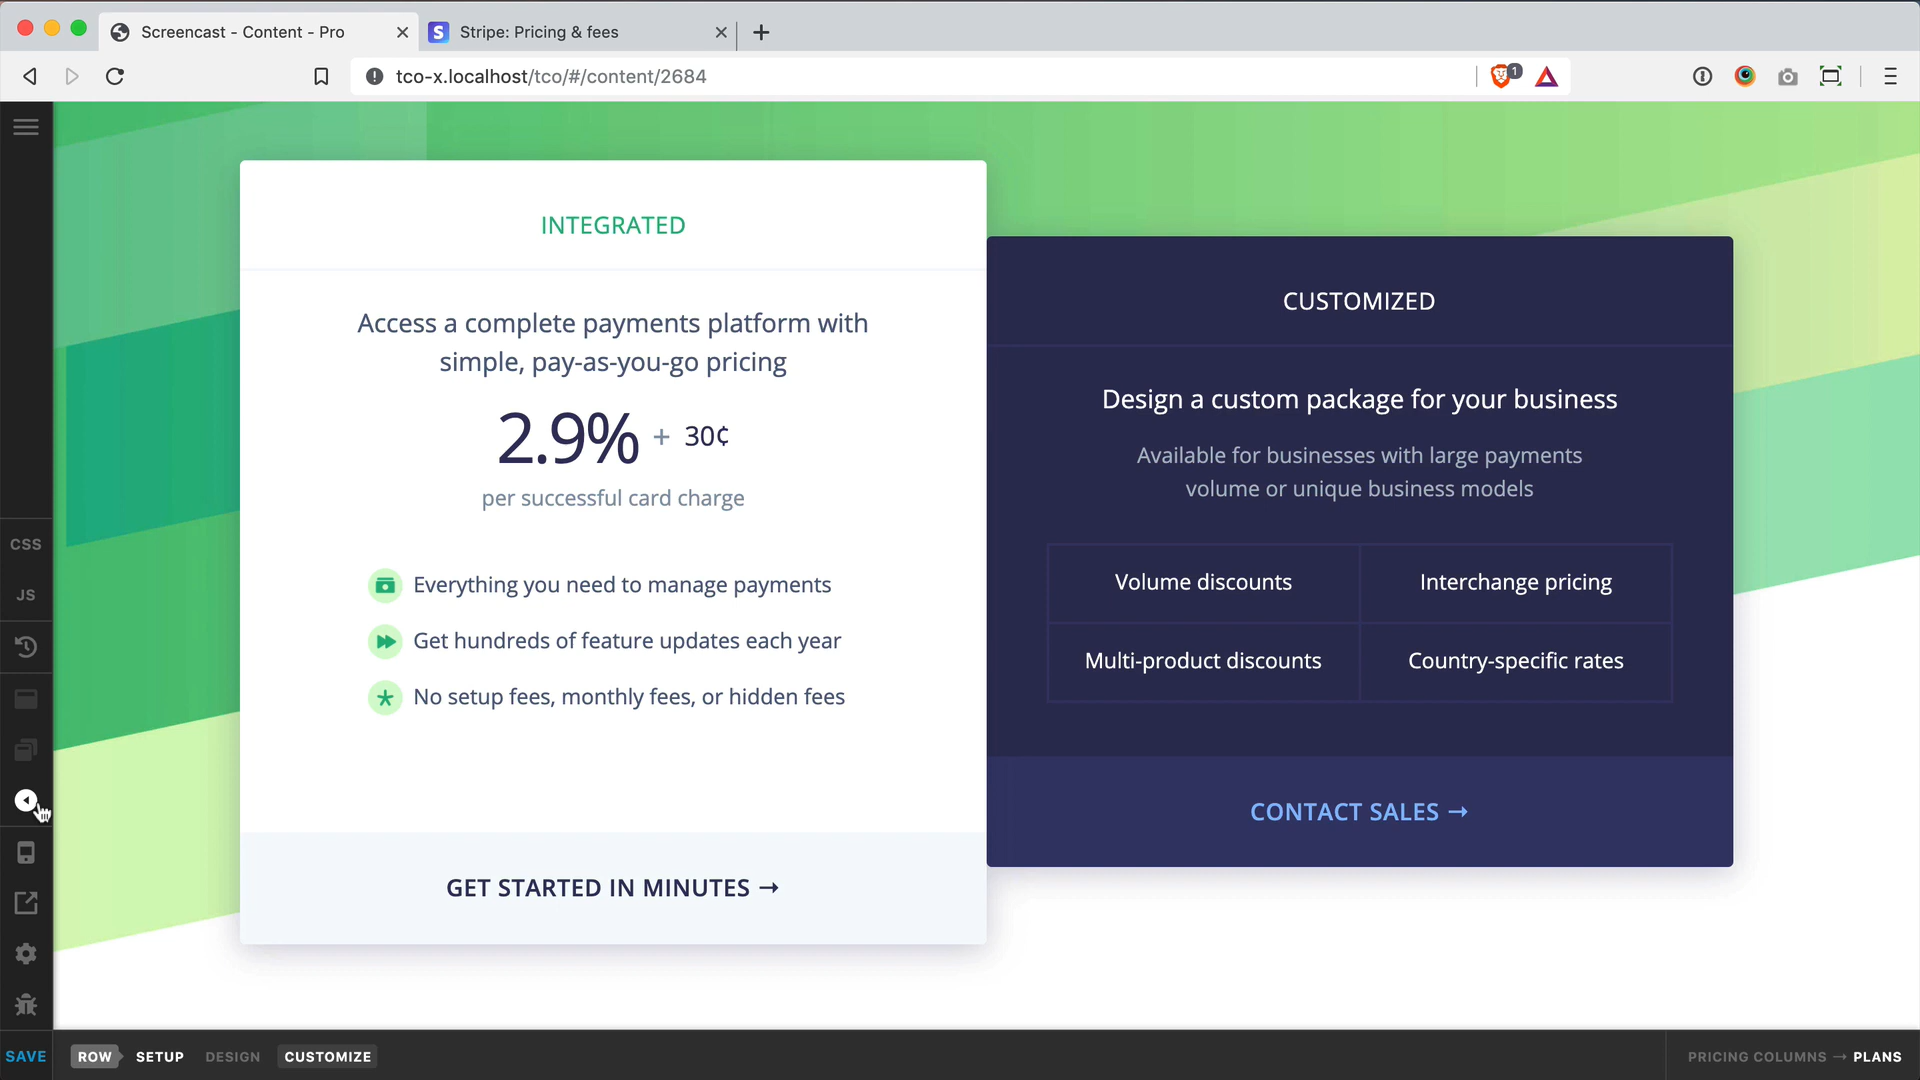 Screencast - Content - Pro
Stripe: Pricing & fees
tco-x.localhost/tco/#/content/2684
1
INTEGRATED
Access a complete payments platform with
simple, pay-as-you-go pricing
2.9% + 30¢
per successful card charge
Everything you need to manage payments
Get hundreds of feature updates each year
No setup fees, monthly fees, or hidden fees
GET STARTED IN MINUTES →
CUSTOMIZED
Design a custom package for your business
Available for businesses with large payments
volume or unique business models
Volume discounts
Interchange pricing
Multi-product discounts
Country-specific rates
CONTACT SALES →
CSS
JS
SAVE
ROW
SETUP
DESIGN
CUSTOMIZE
PRICING COLUMNS → PLANS